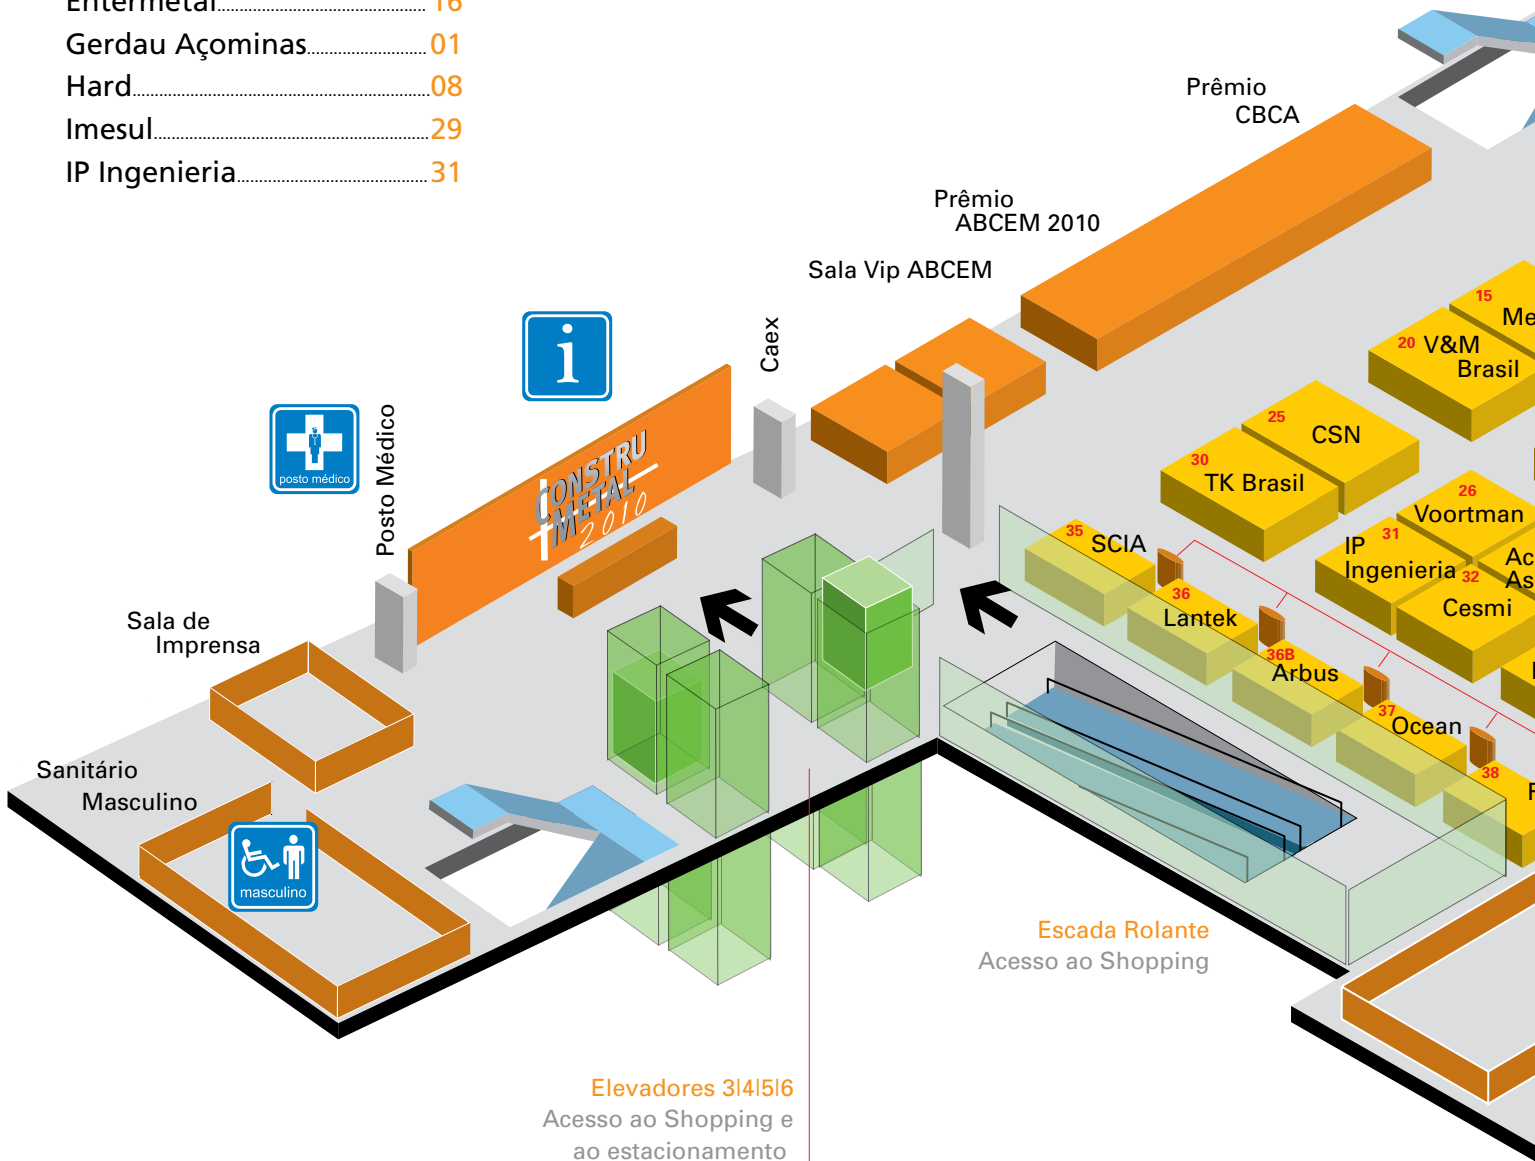 Entermetal 16
Gerdau Açominas 01
Hard 08
Imesul 29
IP Ingenieria 31
Prêmio
CBCA
Prêmio
ABCEM 2010
Sala Vip ABCEM
Caex
i
posto médico
Posto Médico
CONSTRU
METAL
2010
15
20 V&M
Brasil
25
CSN
30
TK Brasil
26
Voortman
31
IP
Ingenieria
32
Cesmi
35 SCIA
36
Lantek
36B
Arbus
37
Ocean
38
Sala de
Imprensa
Sanitário
Masculino
masculino
Escada Rolante
Acesso ao Shopping
Elevadores 3|4|5|6
Acesso ao Shopping e
ao estacionamento